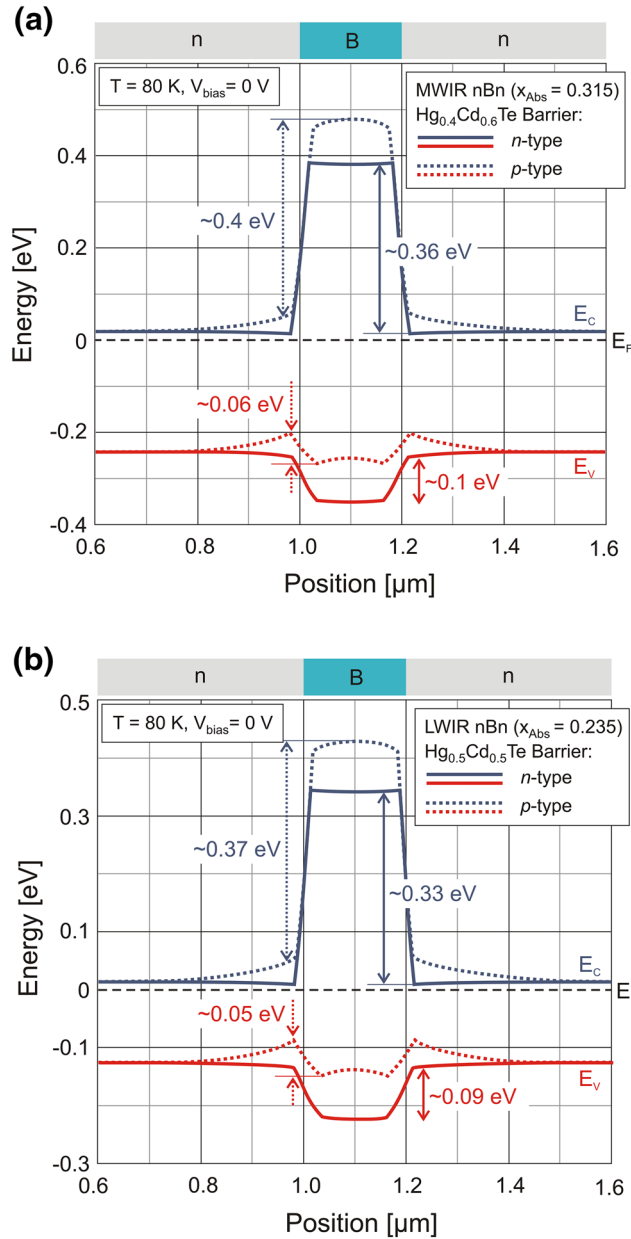 (a)
n B n
T = 80 K, V_bias = 0 V
MWIR nBn (x_Abs = 0.315)
Hg_0.4Cd_0.6Te Barrier:
n-type
p-type
0.6
0.4
0.2
0
-0.2
-0.4
Energy [eV]
~0.4 eV
~0.36 eV
E_C
E_F
~0.06 eV
E_V
~0.1 eV
0.6 0.8 1.0 1.2 1.4 1.6
Position [µm]
(b)
n B n
T = 80 K, V_bias = 0 V
LWIR nBn (x_Abs = 0.235)
Hg_0.5Cd_0.5Te Barrier:
n-type
p-type
0.5
0.3
0.1
0
-0.1
-0.3
Energy [eV]
~0.37 eV
~0.33 eV
E_C
E
~0.05 eV
E_V
~0.09 eV
0.6 0.8 1.0 1.2 1.4 1.6
Position [µm]